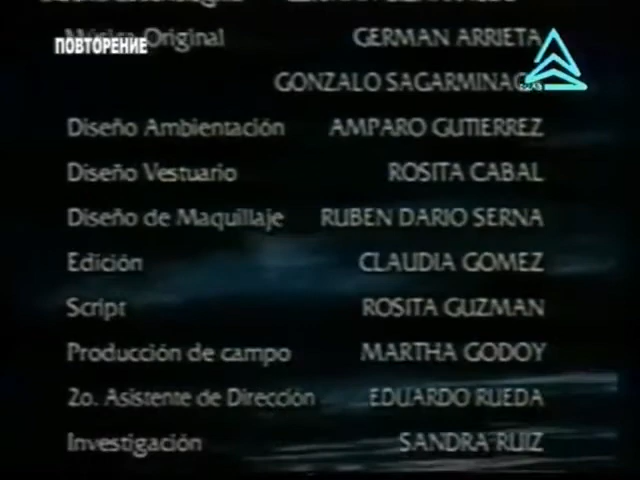 ПОВТОРЕНИЕ
Música Original GERMAN ARRIETA
GONZALO SAGARMINAGA
Diseño Ambientación AMPARO GUTIERREZ
Diseño Vestuario ROSITA CABAL
Diseño de Maquillaje RUBEN DARIO SERNA
Edición CLAUDIA GOMEZ
Script ROSITA GUZMAN
Producción de campo MARTHA GODOY
2o. Asistente de Dirección EDUARDO RUEDA
Investigación SANDRA RUIZ